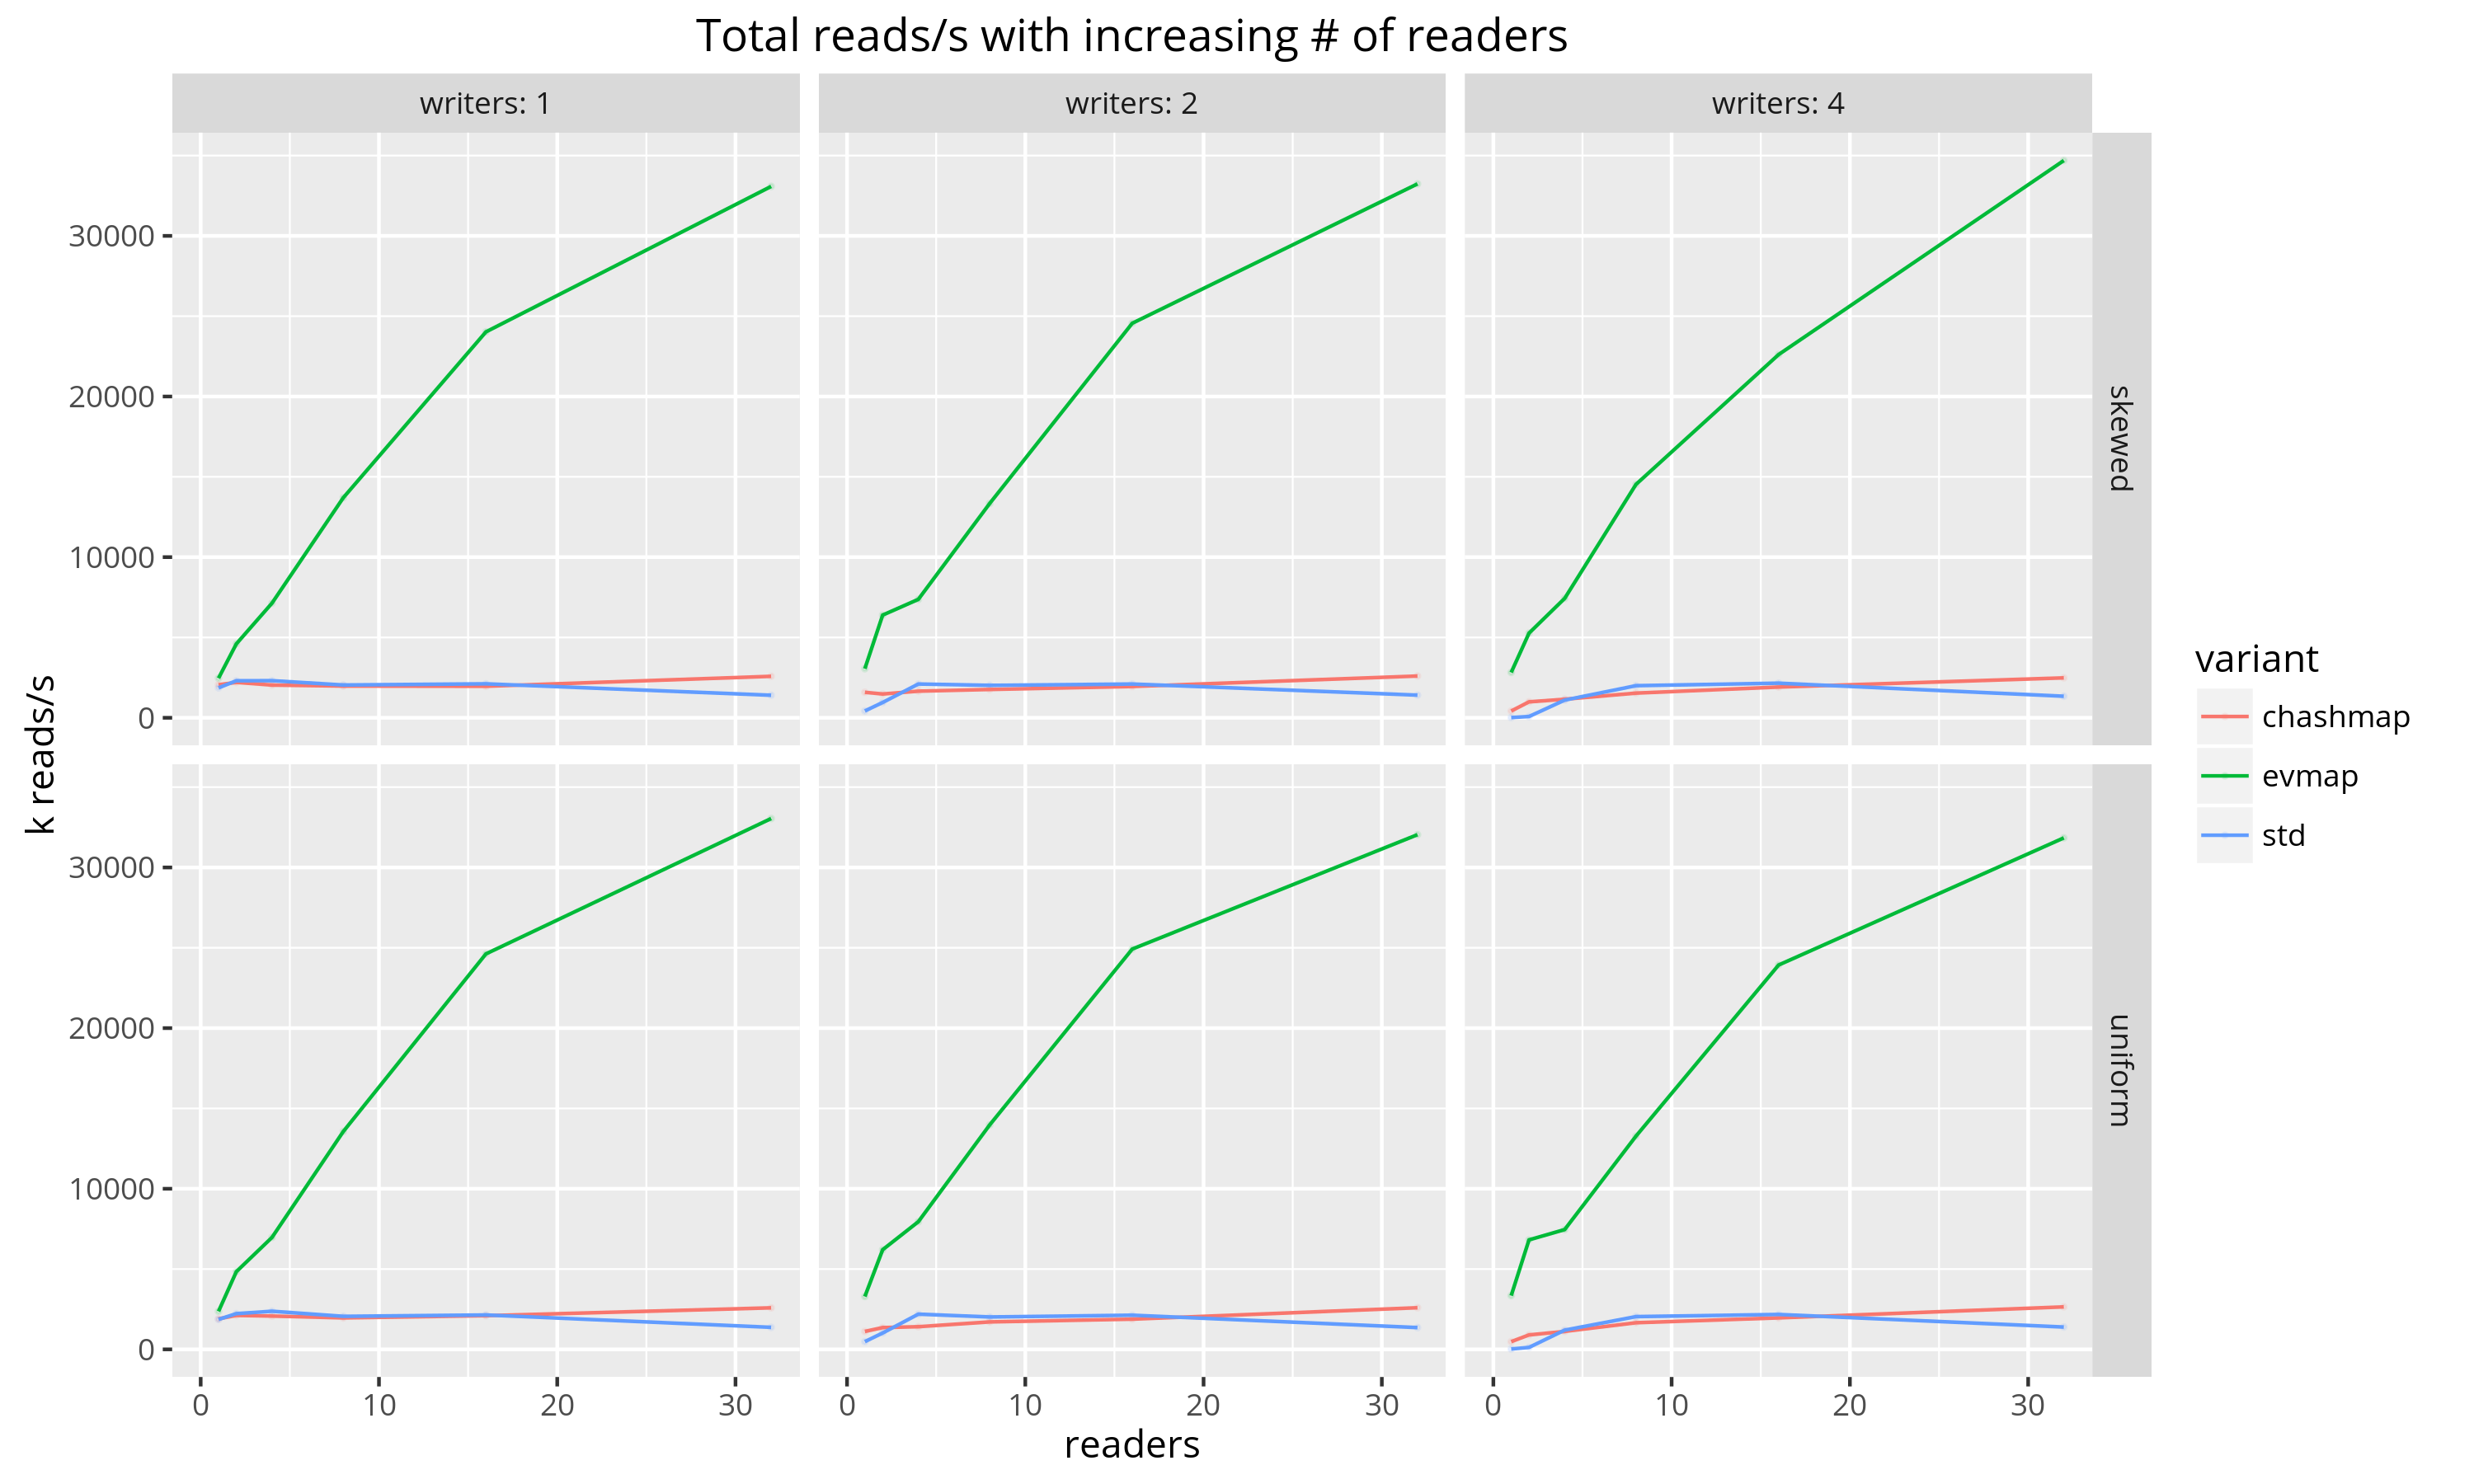 Total reads/s with increasing # of readers
writers: 1
writers: 2
writers: 4
30000
20000
10000
0
skewed
30000
20000
10000
0
uniform
k reads/s
0 10 20 30
0 10 20 30
0 10 20 30
readers
variant
chashmap
evmap
std